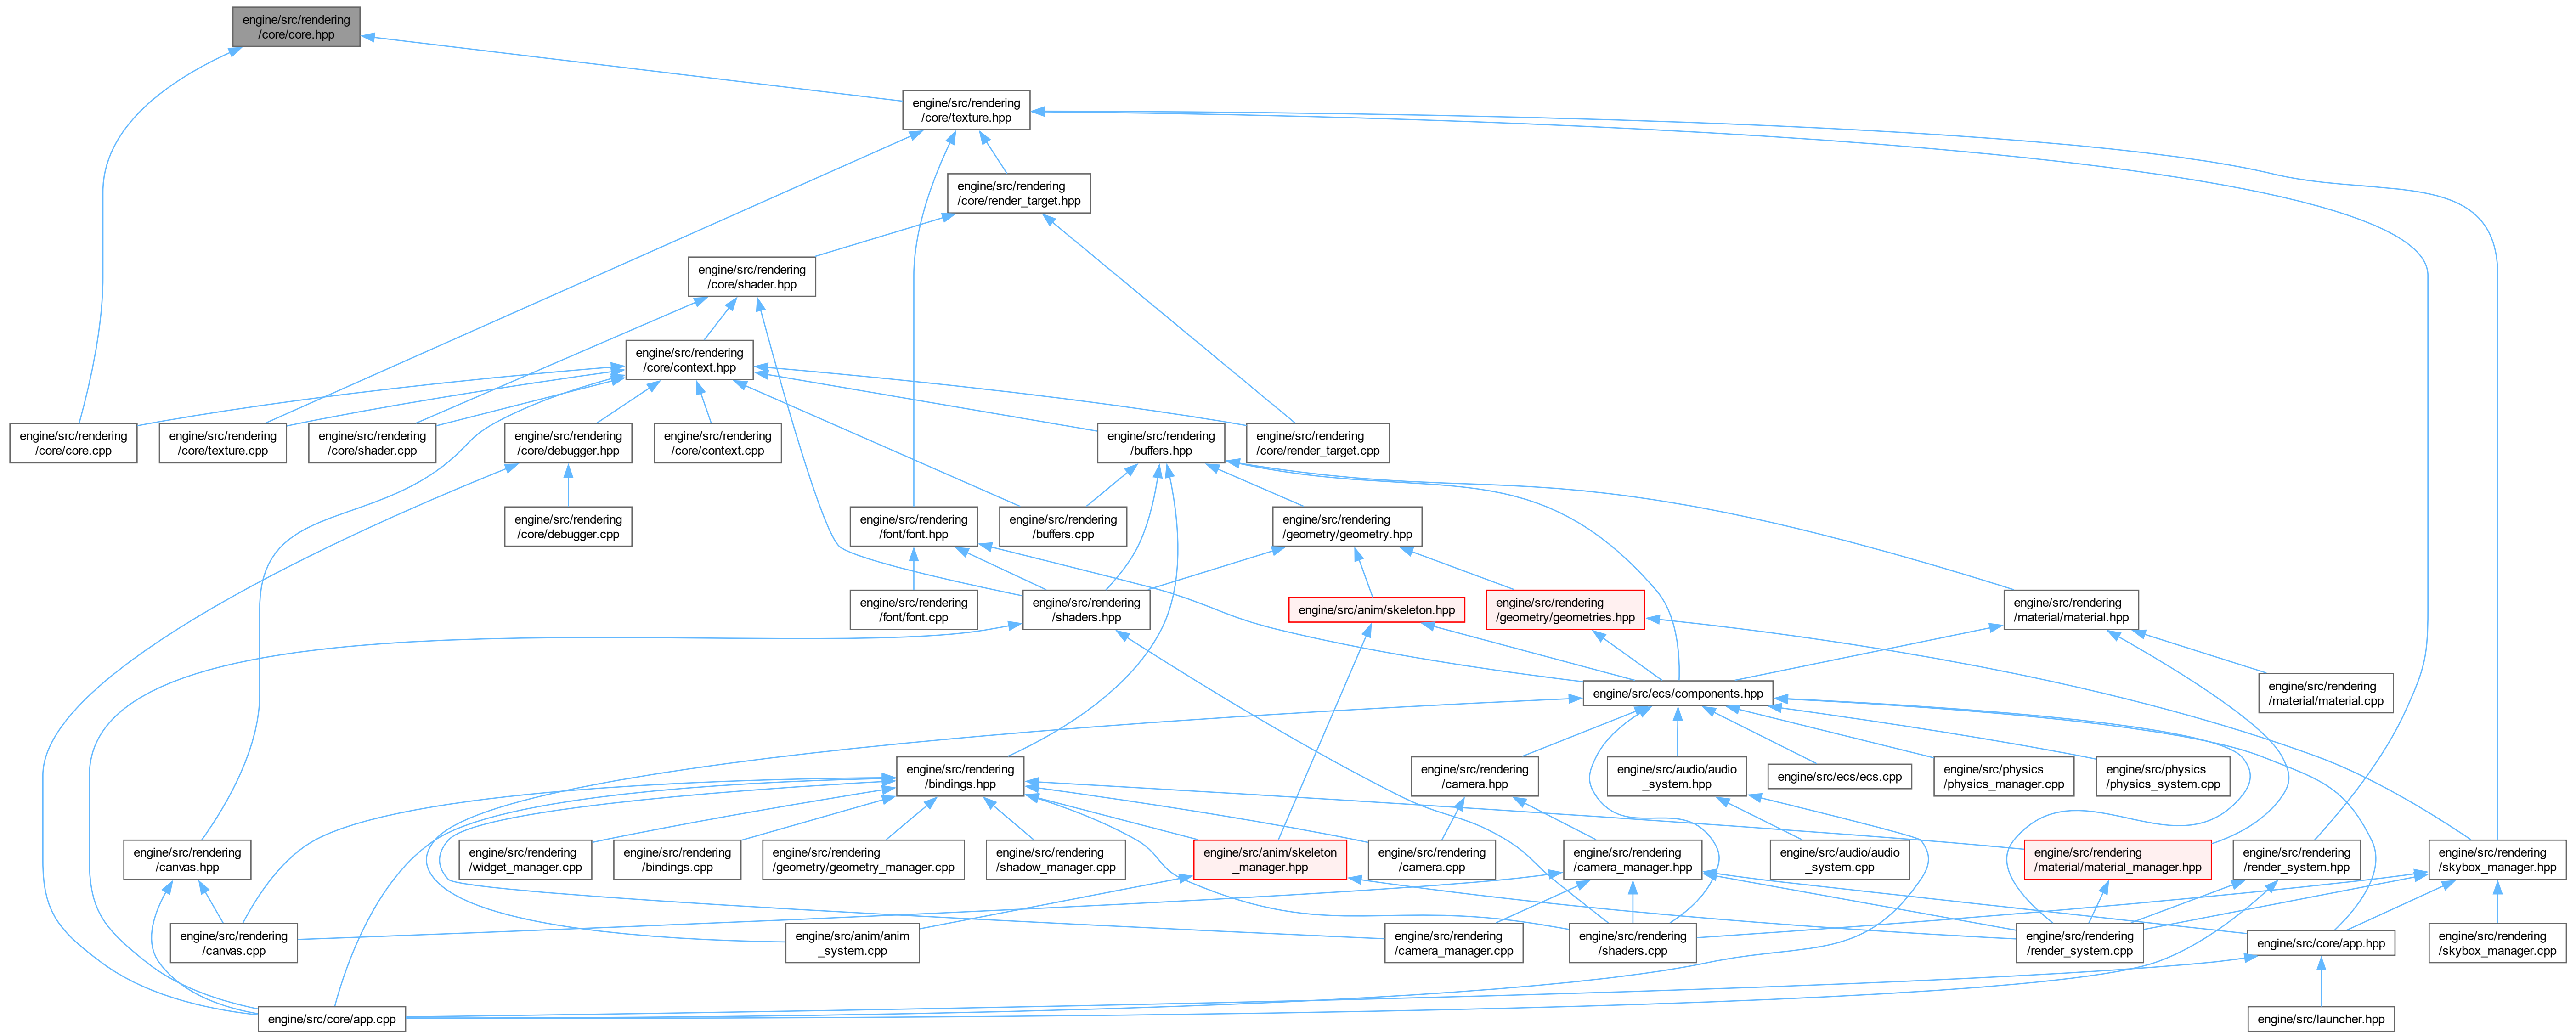 engine/src/rendering
/core/core.hpp
engine/src/rendering
/core/texture.hpp
engine/src/rendering
/core/render_target.hpp
engine/src/rendering
/core/shader.hpp
engine/src/rendering
/core/context.hpp
engine/src/rendering
/core/core.cpp
engine/src/rendering
/core/texture.cpp
engine/src/rendering
/core/shader.cpp
engine/src/rendering
/core/debugger.hpp
engine/src/rendering
/core/context.cpp
engine/src/rendering
/buffers.hpp
engine/src/rendering
/core/render_target.cpp
engine/src/rendering
/core/debugger.cpp
engine/src/rendering
/font/font.hpp
engine/src/rendering
/buffers.cpp
engine/src/rendering
/geometry/geometry.hpp
engine/src/rendering
/font/font.cpp
engine/src/rendering
/shaders.hpp
engine/src/anim/skeleton.hpp
engine/src/rendering
/geometry/geometries.hpp
engine/src/rendering
/material/material.hpp
engine/src/ecs/components.hpp
engine/src/rendering
/material/material.cpp
engine/src/rendering
/bindings.hpp
engine/src/rendering
/camera.hpp
engine/src/audio/audio
_system.hpp
engine/src/ecs/ecs.cpp
engine/src/physics
/physics_manager.cpp
engine/src/physics
/physics_system.cpp
engine/src/rendering
/canvas.hpp
engine/src/rendering
/widget_manager.cpp
engine/src/rendering
/bindings.cpp
engine/src/rendering
/geometry/geometry_manager.cpp
engine/src/rendering
/shadow_manager.cpp
engine/src/anim/skeleton
_manager.hpp
engine/src/rendering
/camera.cpp
engine/src/rendering
/camera_manager.hpp
engine/src/audio/audio
_system.cpp
engine/src/rendering
/material/material_manager.hpp
engine/src/rendering
/render_system.hpp
engine/src/rendering
/skybox_manager.hpp
engine/src/rendering
/canvas.cpp
engine/src/anim/anim
_system.cpp
engine/src/rendering
/camera_manager.cpp
engine/src/rendering
/shaders.cpp
engine/src/rendering
/render_system.cpp
engine/src/core/app.hpp
engine/src/rendering
/skybox_manager.cpp
engine/src/core/app.cpp
engine/src/launcher.hpp